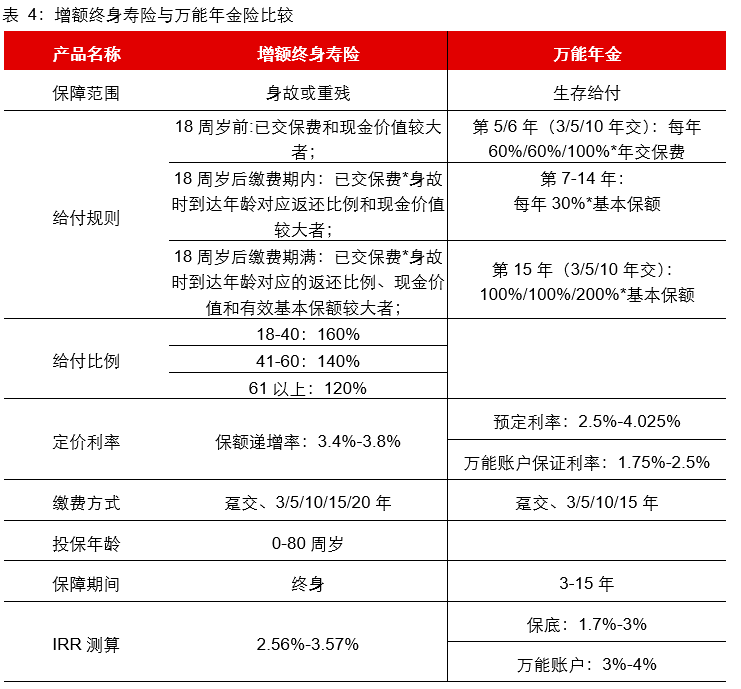 表 4：增额终身寿险与万能年金险比较
产品名称 增额终身寿险 万能年金
保障范围 身故或重残 生存给付
给付规则
18 周岁前:已交保费和现金价值较大
者；
第 5/6 年（3/5/10 年交）：每年
60%/60%/100%*年交保费
18 周岁后缴费期内：已交保费*身故
时到达年龄对应返还比例和现金价值
较大者；
第 7-14 年：
每年 30%*基本保额
18 周岁后缴费期满：已交保费*身故
时到达年龄对应的返还比例、现金价
值和有效基本保额较大者；
第 15 年（3/5/10 年交）：
100%/100%/200%*基本保额
给付比例
18-40：160%
41-60：140%
61 以上：120%
定价利率 保额递增率：3.4%-3.8%
预定利率：2.5%-4.025%
万能账户保证利率：1.75%-2.5%
缴费方式 趸交、3/5/10/15/20 年 趸交、3/5/10/15 年
投保年龄 0-80 周岁
保障期间 终身 3-15 年
IRR 测算 2.56%-3.57%
保底：1.7%-3%
万能账户：3%-4%